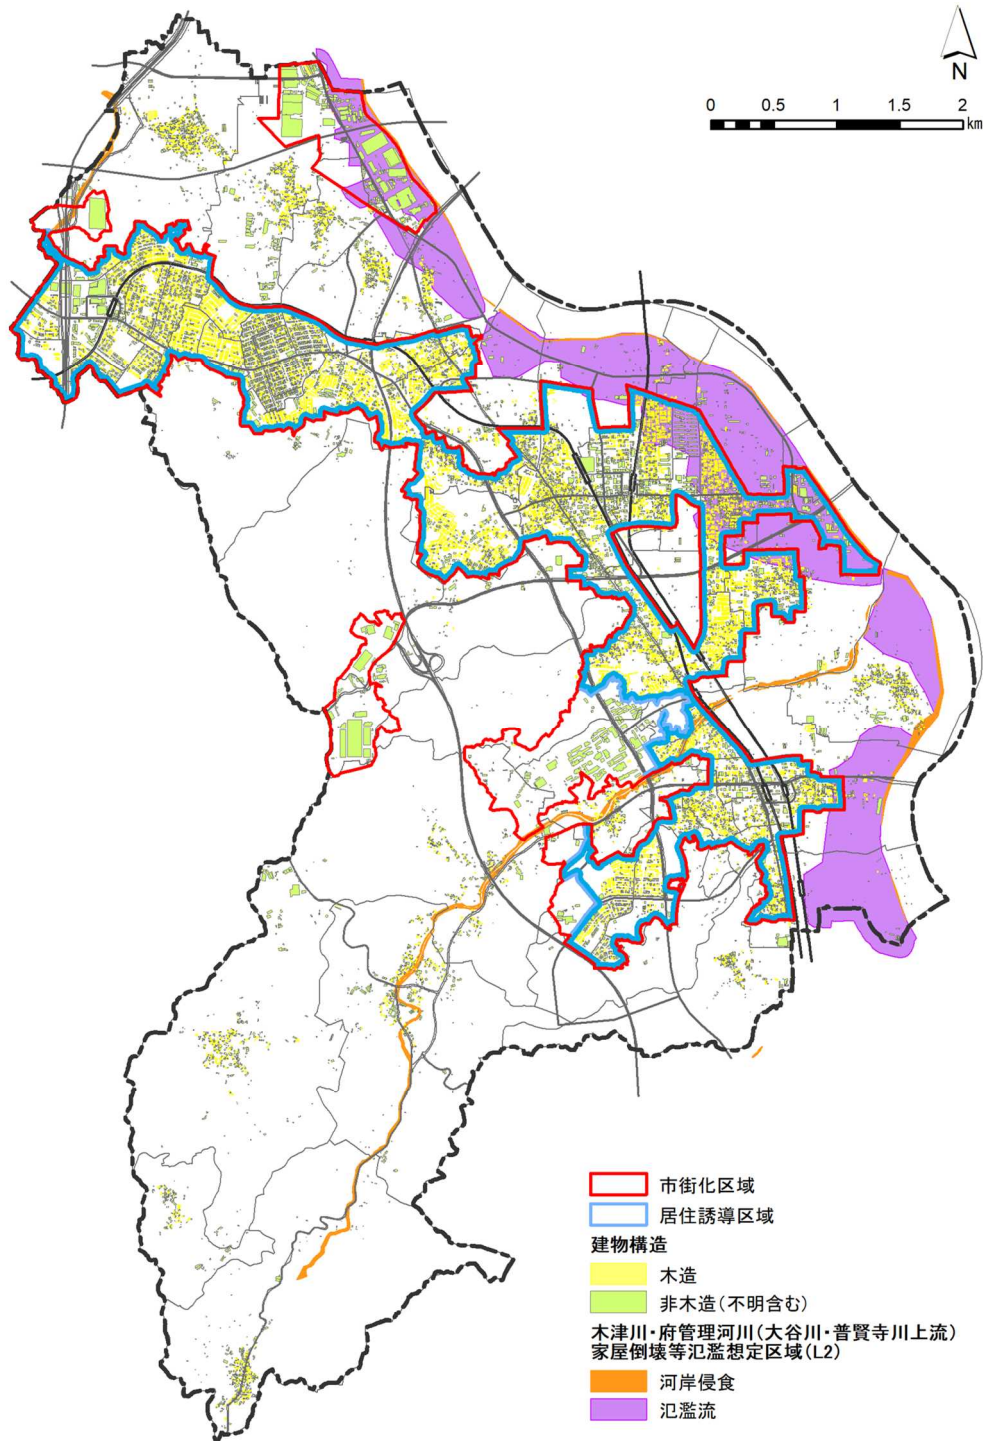 N
0 0.5 1 1.5 2
km
市街化区域
居住誘導区域
建物構造
木造
非木造(不明含む)
木津川・府管理河川(大谷川・普賢寺川上流)
家屋倒壊等氾濫想定区域(L2)
河岸侵食
氾濫流